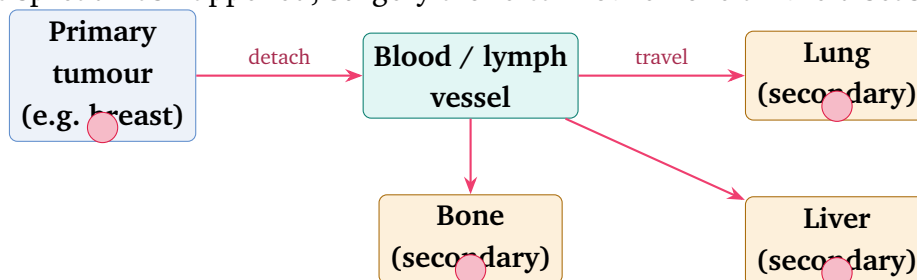 Primary
tumour
(e.g. breast)
detach
Blood / lymph
vessel
travel
Lung
(secondary)
Bone
(secondary)
Liver
(secondary)